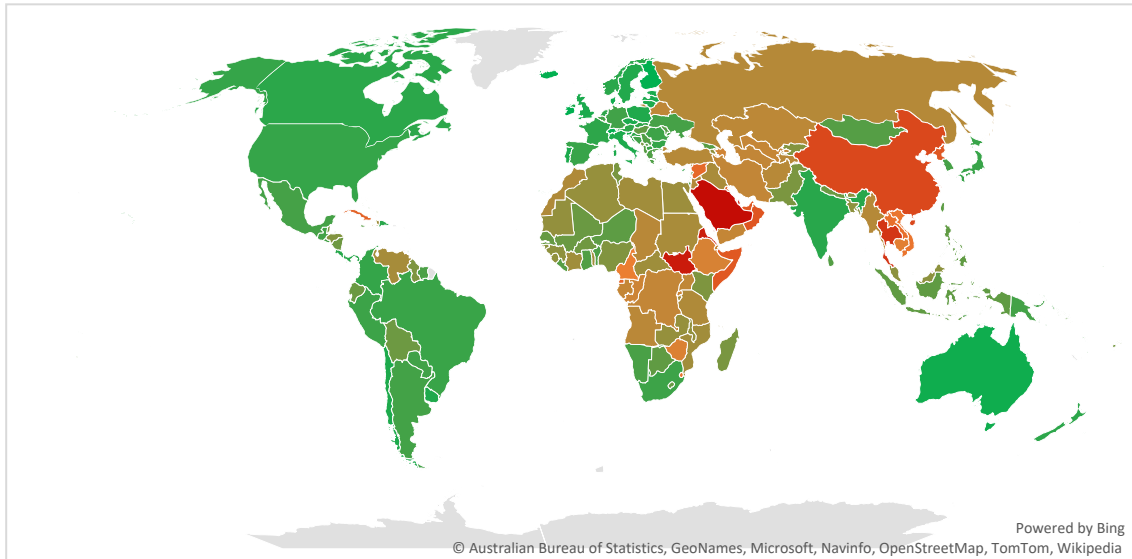 Powered by Bing
© Australian Bureau of Statistics, GeoNames, Microsoft, Navinfo, OpenStreetMap, TomTom, Wikipedia